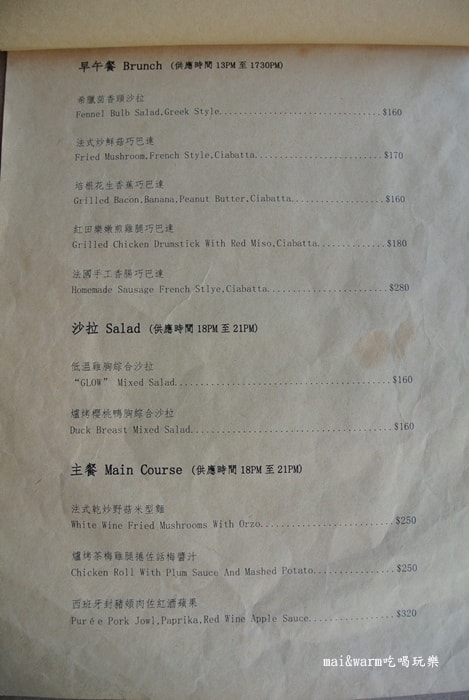 早午餐 Brunch (供應時間 13PM 至 1730PM)
希臘茴香頭沙拉
Fennel Bulb Salad,Greek Style................................$160
法式炒鮮菇巧巴達
Fried Mushroom,French Style,Ciabatta.........................$170
培根花生香蕉巧巴達
Grilled Bacon,Banana,Peanut Butter,Ciabatta..................$160
紅田樂嫩煎雞腿巧巴達
Grilled Chicken Drumstick With Red Miso,Ciabatta.............$180
法國手工香腸巧巴達
Homemade Sausage French Stlye,Ciabatta.......................$280
沙拉 Salad (供應時間 18PM 至 21PM)
低溫雞胸綜合沙拉
“GLOW” Mixed Salad...........................................$160
爐烤櫻桃鴨胸綜合沙拉
Duck Breast Mixed Salad......................................$160
主餐 Main Course (供應時間 18PM 至 21PM)
法式乾炒野菇米型麵
White Wine Fried Mushrooms With Orzo.........................$250
爐烤茶梅雞腿捲佐話梅醬汁
Chicken Roll With Plum Sauce And Mashed Potato...............$250
西班牙封豬頰肉佐紅酒蘋果
Purée Pork Jowl,Paprika,Red Wine Apple Sauce.................$320
mai&warm吃喝玩樂